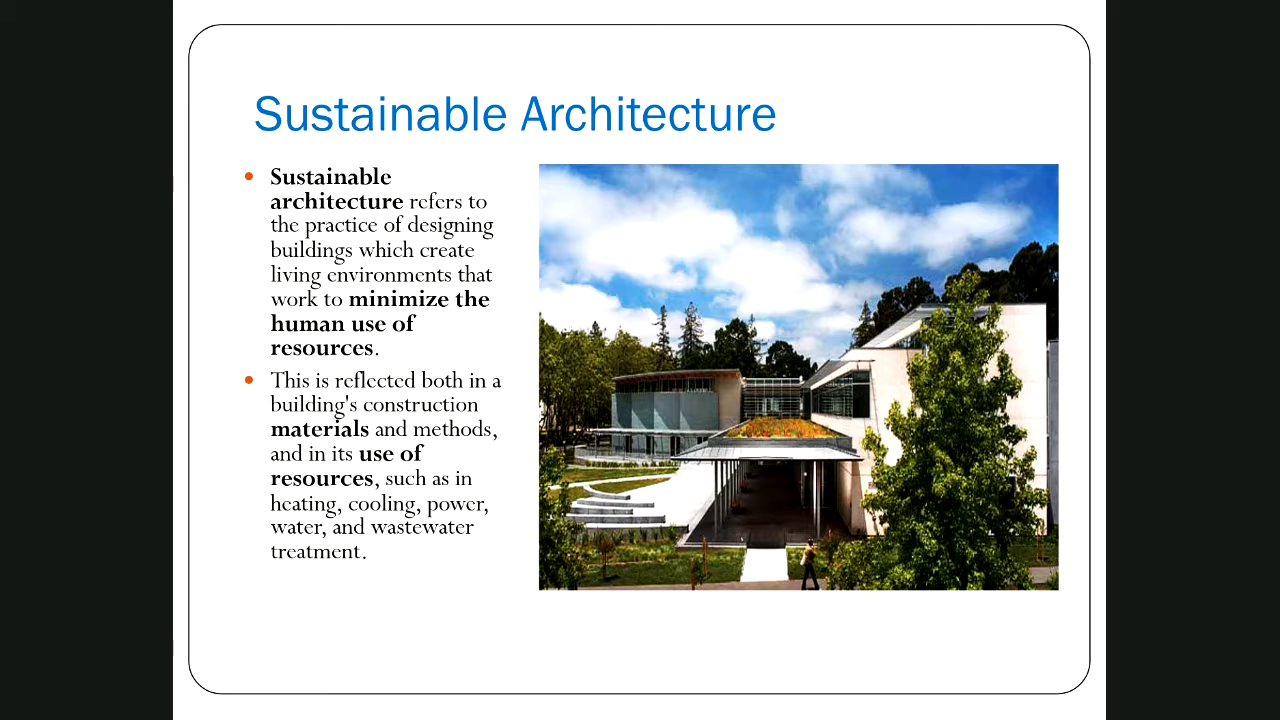 Sustainable Architecture
Sustainable
architecture refers to
the practice of designing
buildings which create
living environments that
work to minimize the
human use of
resources.
This is reflected both in a
building's construction
materials and methods,
and in its use of
resources, such as in
heating, cooling, power,
water, and wastewater
treatment.